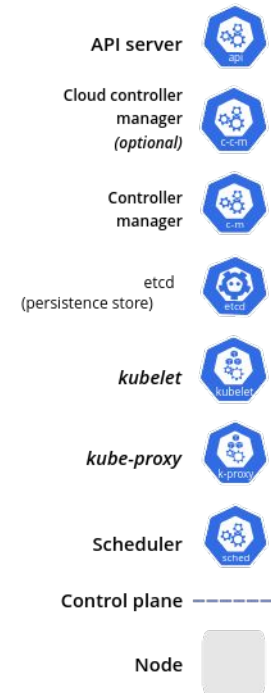 API server
api
Cloud controller
manager
(optional)
c-c-m
Controller
manager
c-m
etcd
(persistence store)
etcd
kubelet
kubelet
kube-proxy
k-proxy
Scheduler
sched
Control plane
Node